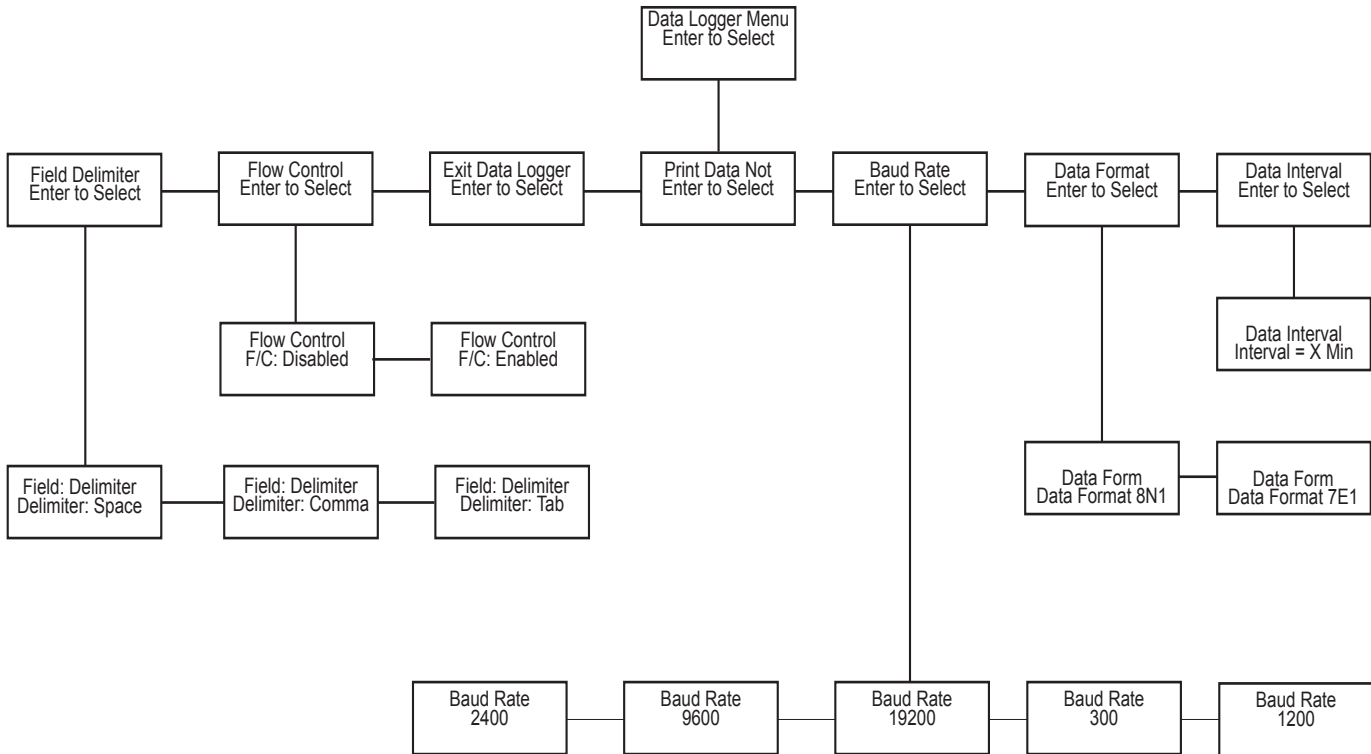 Data Logger Menu
Enter to Select
Field Delimiter
Enter to Select
Flow Control
Enter to Select
Exit Data Logger
Enter to Select
Print Data Not
Enter to Select
Baud Rate
Enter to Select
Data Format
Enter to Select
Data Interval
Enter to Select
Flow Control
F/C: Disabled
Flow Control
F/C: Enabled
Data Interval
Interval = X Min
Field: Delimiter
Delimiter: Space
Field: Delimiter
Delimiter: Comma
Field: Delimiter
Delimiter: Tab
Data Form
Data Format 8N1
Data Form
Data Format 7E1
Baud Rate
2400
Baud Rate
9600
Baud Rate
19200
Baud Rate
300
Baud Rate
1200